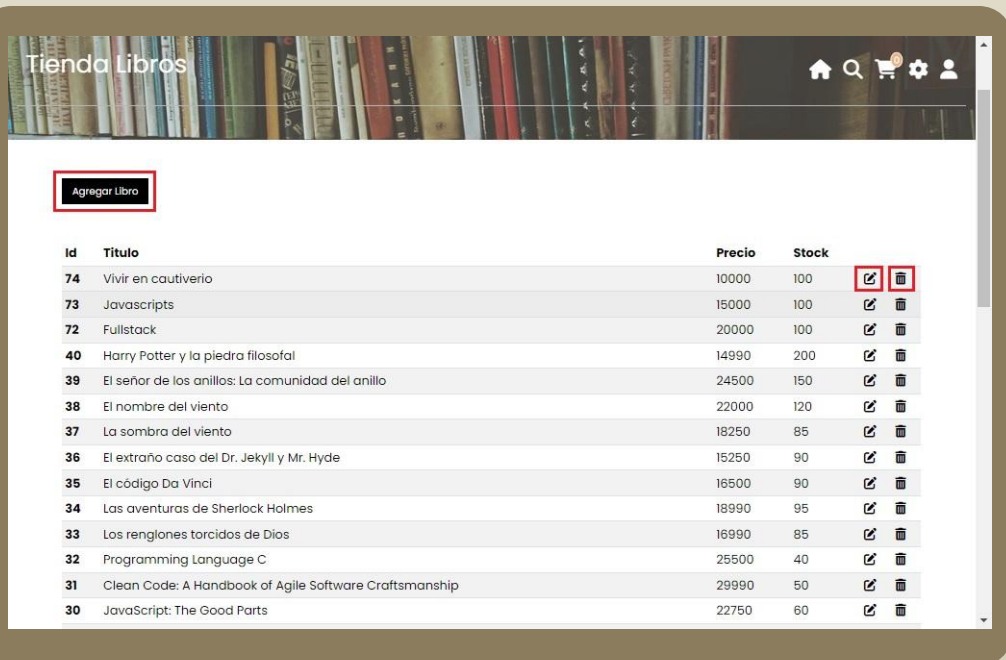 Tienda Libros
0
Agregar Libro
Id Titulo Precio Stock
74 Vivir en cautiverio 10000 100
73 Javascripts 15000 100
72 Fullstack 20000 100
40 Harry Potter y la piedra filosofal 14990 200
39 El señor de los anillos: La comunidad del anillo 24500 150
38 El nombre del viento 22000 120
37 La sombra del viento 18250 85
36 El extraño caso del Dr. Jekyll y Mr. Hyde 15250 90
35 El código Da Vinci 16500 90
34 Las aventuras de Sherlock Holmes 18990 95
33 Los renglones torcidos de Dios 16990 85
32 Programming Language C 25500 40
31 Clean Code: A Handbook of Agile Software Craftsmanship 29990 50
30 JavaScript: The Good Parts 22750 60